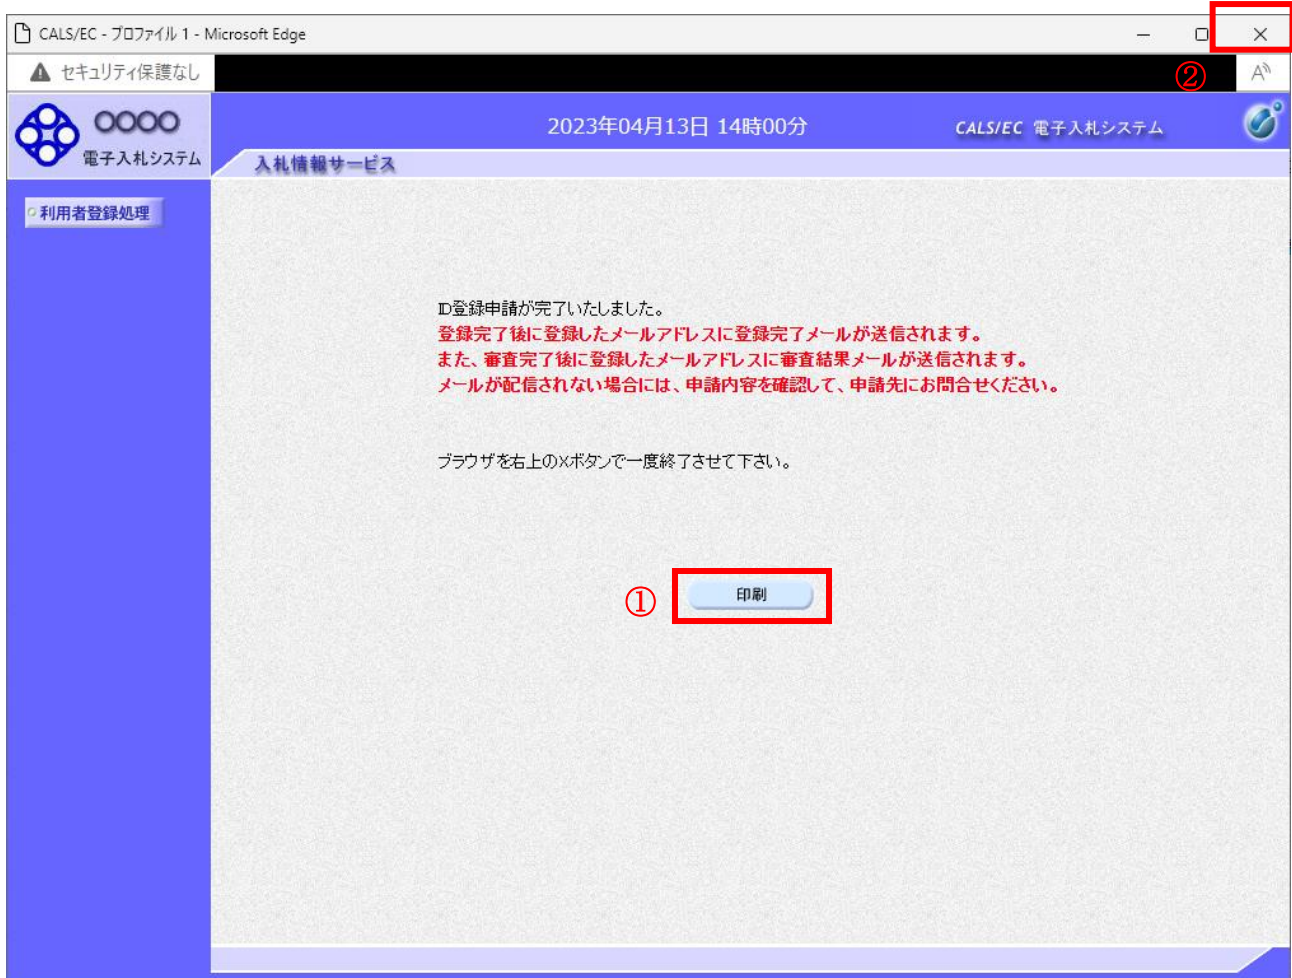 CALS/EC - プロファイル 1 - Microsoft Edge
セキュリティ保護なし
②
OOOO
電子入札システム
2023年04月13日 14時00分
CALS/EC 電子入札システム
入札情報サービス
利用者登録処理
ID登録申請が完了いたしました。
登録完了後に登録したメールアドレスに登録完了メールが送信されます。
また、審査完了後に登録したメールアドレスに審査結果メールが送信されます。
メールが配信されない場合には、申請内容を確認して、申請先にお問合せください。
ブラウザを右上のXボタンで一度終了させて下さい。
①
印刷